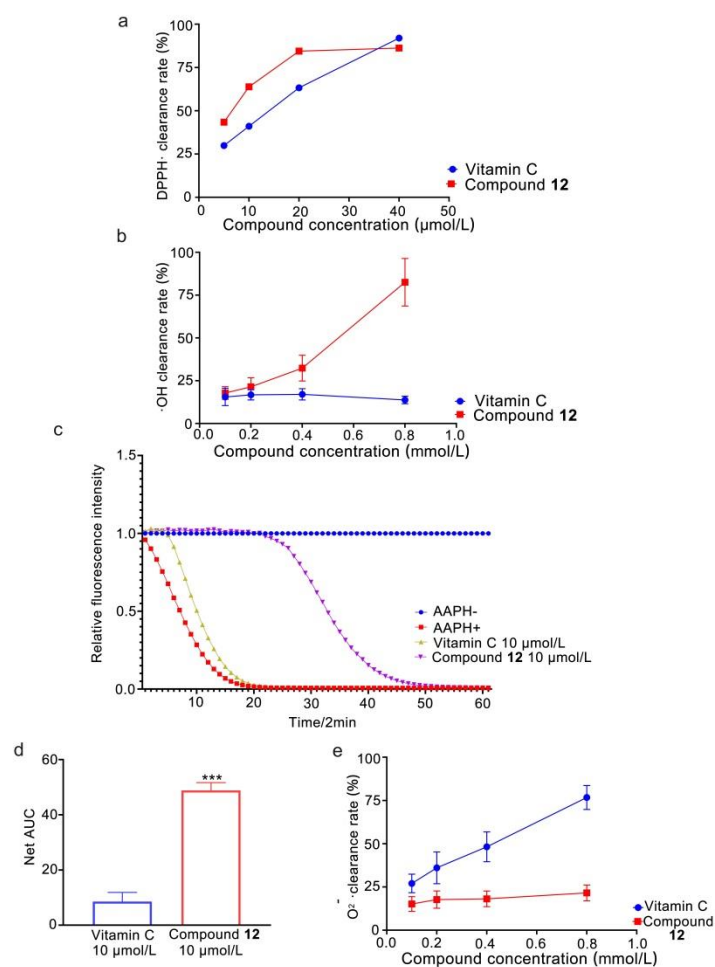 a
100
75
50
25
0
DPPH· clearance rate (%)
0 10 20 30 40 50
Compound concentration (μmol/L)
Vitamin C
Compound 12
b
100
75
50
25
0
·OH clearance rate (%)
0.0 0.2 0.4 0.6 0.8 1.0
Compound concentration (mmol/L)
Vitamin C
Compound 12
c
1.5
1.0
0.5
0.0
Relative fluorescence intensity
10 20 30 40 50 60
Time/2min
AAPH-
AAPH+
Vitamin C 10 μmol/L
Compound 12 10 μmol/L
d
60
40
20
0
Net AUC
***
Vitamin C
10 μmol/L
Compound 12
10 μmol/L
e
100
75
50
25
0
O2 -·clearance rate (%)
0.0 0.2 0.4 0.6 0.8 1.0
Compound concentration (mmol/L)
Vitamin C
Compound
12